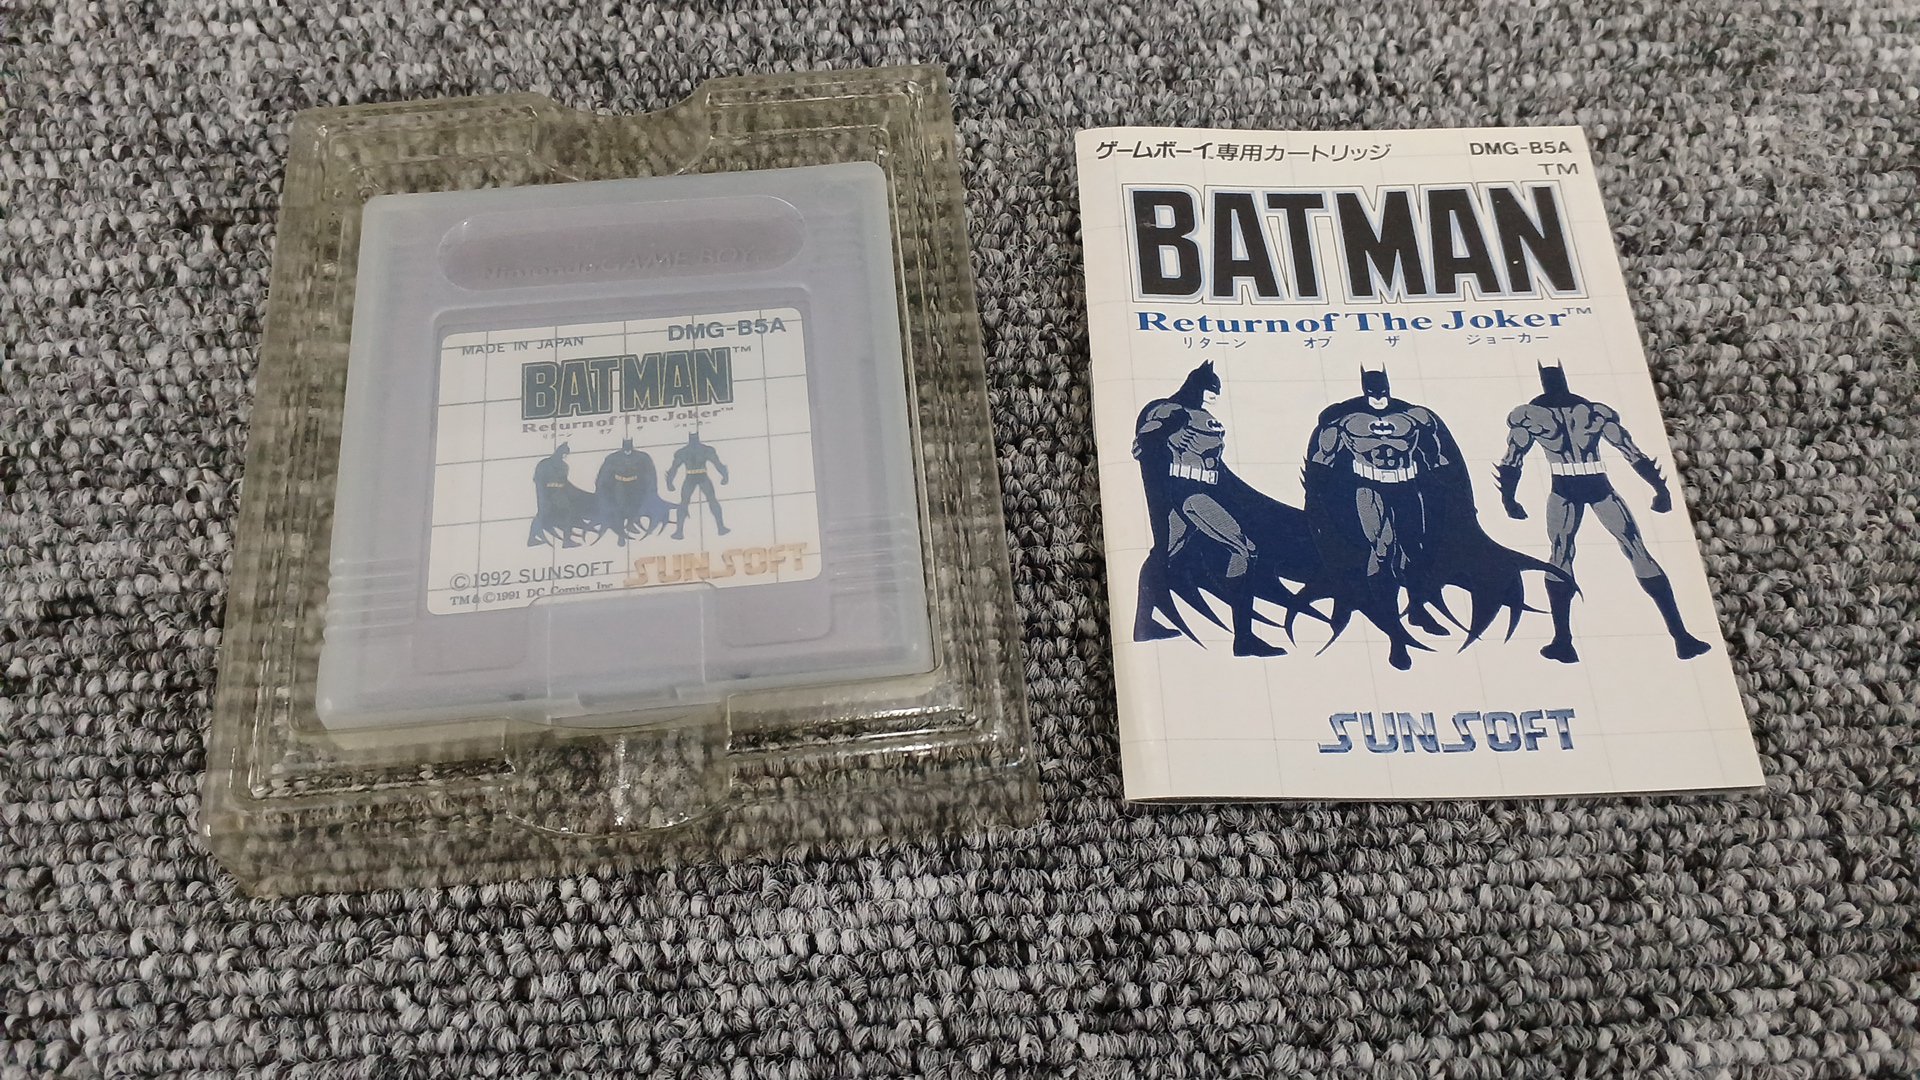 Nintendo GAME BOY
MADE IN JAPAN
DMG-B5A
BATMAN™
Return of The Joker™
リターン オブ ザ ジョーカー
©1992 SUNSOFT
SUNSOFT
TM & ©1991 DC Comics Inc
ゲームボーイ™専用カートリッジ
DMG-B5A
BATMAN™
Return of The Joker™
リターン オブ ザ ジョーカー
SUNSOFT